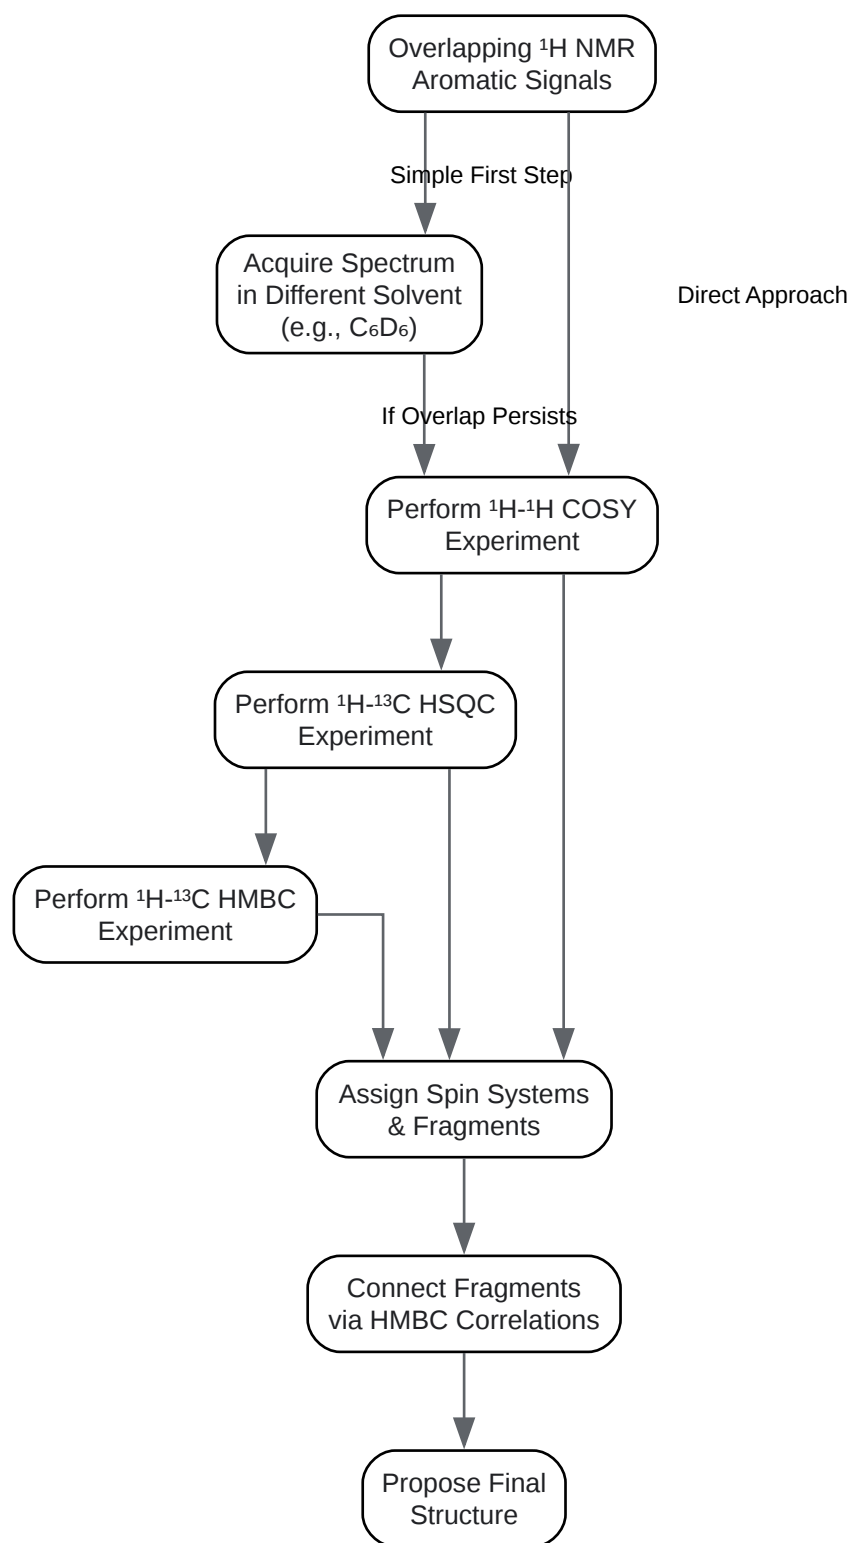 Overlapping ¹H NMR
Aromatic Signals
Simple First Step
Acquire Spectrum
in Different Solvent
(e.g., C₆D₆)
Direct Approach
If Overlap Persists
Perform ¹H-¹H COSY
Experiment
Perform ¹H-¹³C HSQC
Experiment
Perform ¹H-¹³C HMBC
Experiment
Assign Spin Systems
& Fragments
Connect Fragments
via HMBC Correlations
Propose Final
Structure